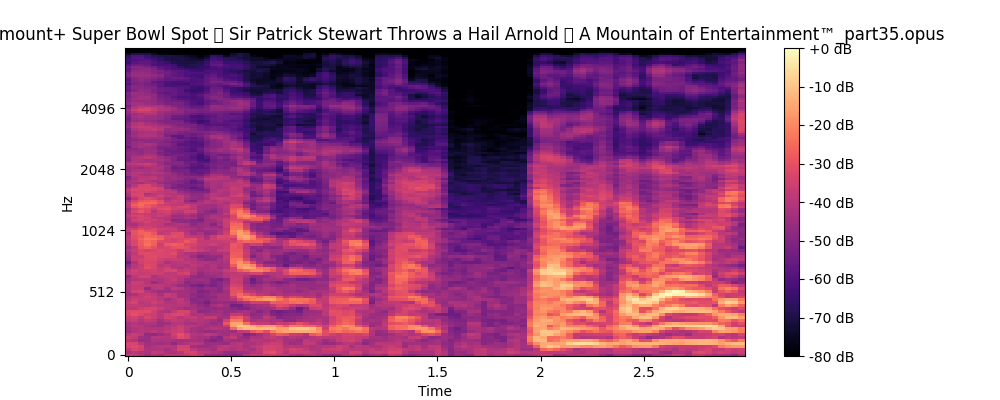 mount+ Super Bowl Spot ▯ Sir Patrick Stewart Throws a Hail Arnold ▯ A Mountain of Entertainment™ part35.opus
+0 dB
4096
-10 dB
-20 dB
2048
-30 dB
Hz
1024
-40 dB
-50 dB
512
-60 dB
-70 dB
0
-80 dB
0 0.5 1 1.5 2 2.5
Time